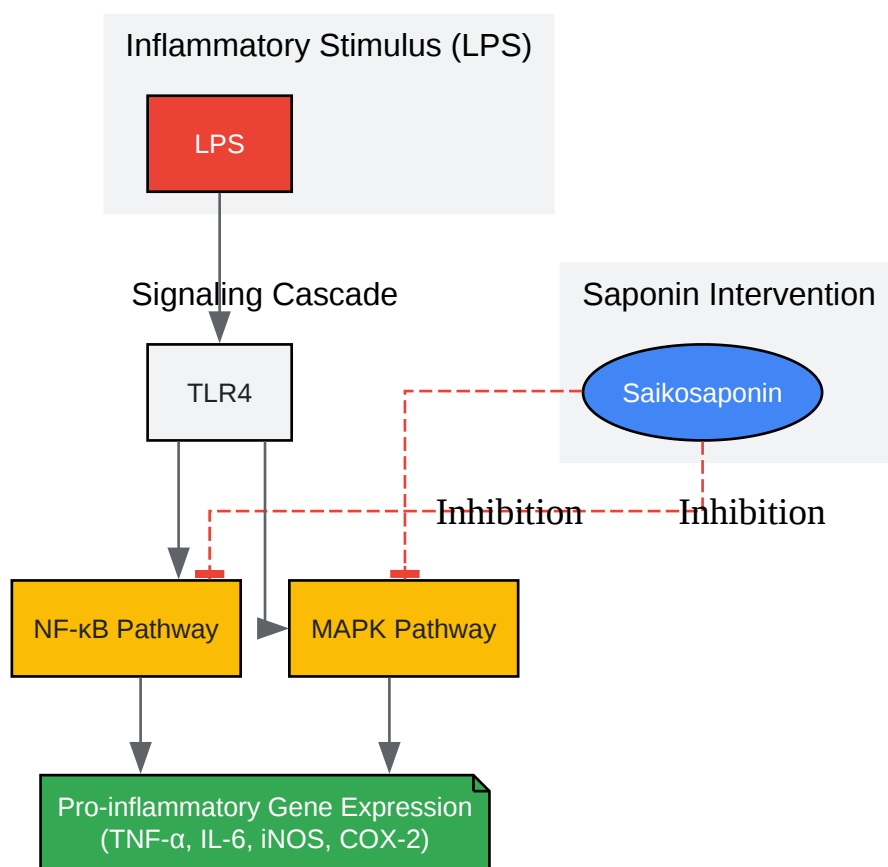 Inflammatory Stimulus (LPS)
LPS
Signaling Cascade
Saponin Intervention
TLR4
Saikosaponin
Inhibition
Inhibition
NF-κB Pathway
MAPK Pathway
Pro-inflammatory Gene Expression
(TNF-α, IL-6, iNOS, COX-2)